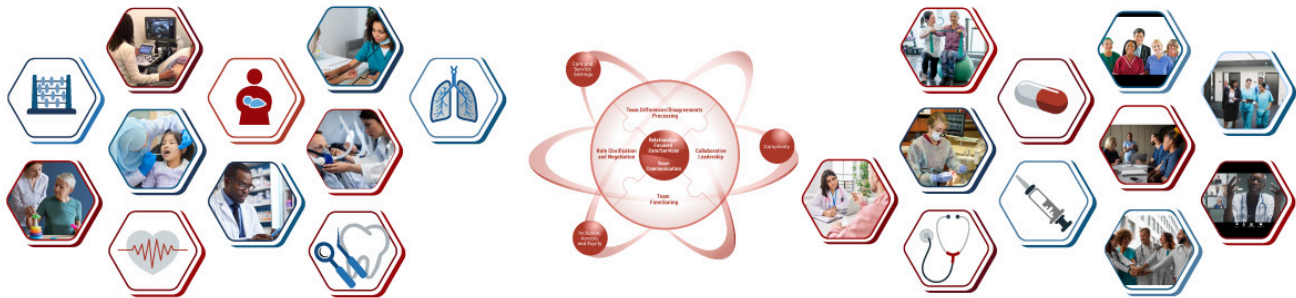 Care and
Service
Settings
Team Differences/Disagreements
Processing
Role Clarification
and Negotiation
Relationship
Focused
Care/Services
Team
Communication
Collaborative
Leadership
Complexity
Team
Functioning
Inclusion,
Access
and Equity